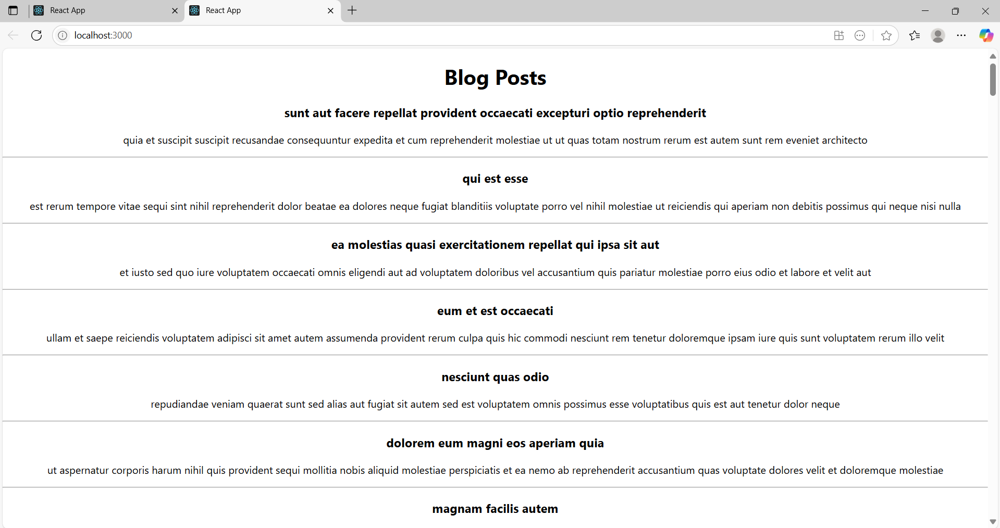 React App
React App
localhost:3000
Blog Posts
sunt aut facere repellat provident occaecati excepturi optio reprehenderit
quia et suscipit suscipit recusandae consequuntur expedita et cum reprehenderit molestiae ut ut quas totam nostrum rerum est autem sunt rem eveniet architecto
qui est esse
est rerum tempore vitae sequi sint nihil reprehenderit dolor beatae ea dolores neque fugiat blanditiis voluptate porro vel nihil molestiae ut reiciendis qui aperiam non debitis possimus qui neque nisi nulla
ea molestias quasi exercitationem repellat qui ipsa sit aut
et iusto sed quo iure voluptatem occaecati omnis eligendi aut ad voluptatem doloribus vel accusantium quis pariatur molestiae porro eius odio et labore et velit aut
eum et est occaecati
ullam et saepe reiciendis voluptatem adipisci sit amet autem assumenda provident rerum culpa quis hic commodi nesciunt rem tenetur doloremque ipsam iure quis sunt voluptatem rerum illo velit
nesciunt quas odio
repudiandae veniam quaerat sunt sed alias aut fugiat sit autem sed est voluptatem omnis possimus esse voluptatibus quis est aut tenetur dolor neque
dolorem eum magni eos aperiam quia
ut aspernatur corporis harum nihil quis provident sequi mollitia nobis aliquid molestiae perspiciatis et ea nemo ab reprehenderit accusantium quas voluptate dolores velit et doloremque molestiae
magnam facilis autem